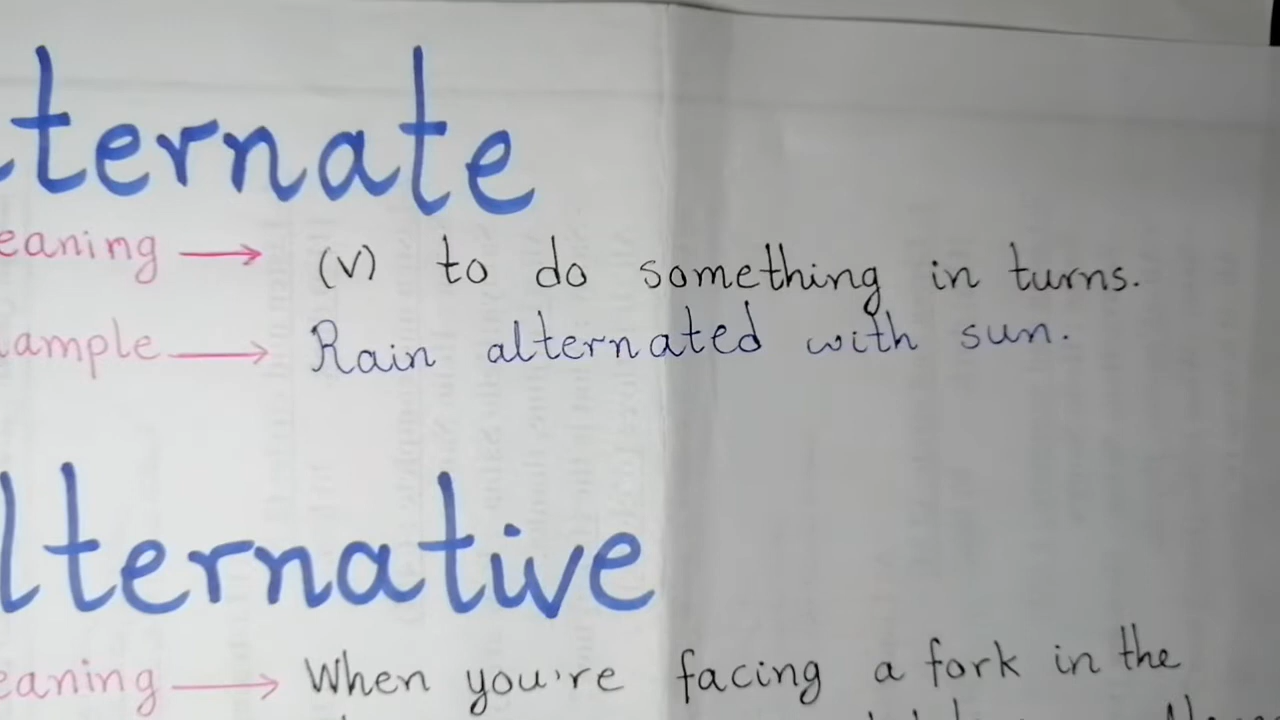 ternate
eaning → (v) to do something in turns.
ample → Rain alternated with sun.
lternative
eaning → When you're facing a fork in the